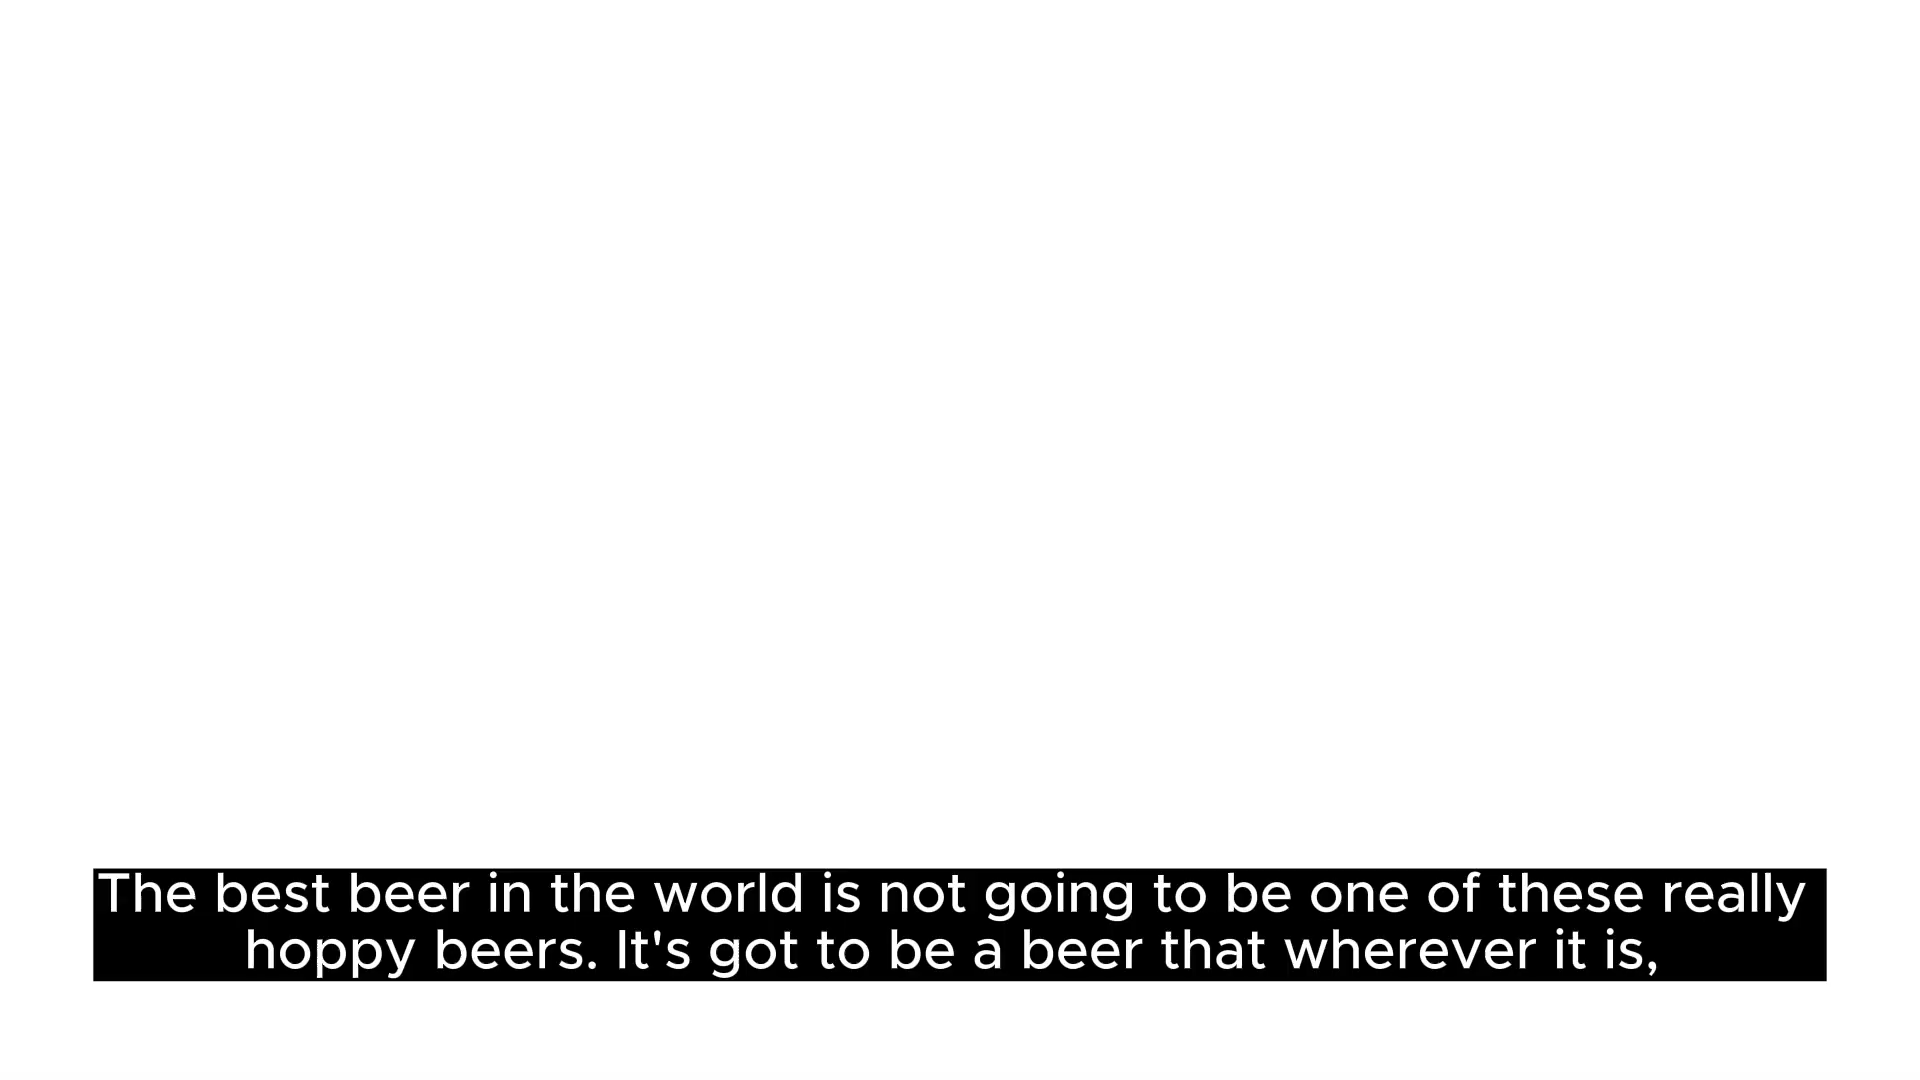 The best beer in the world is not going to be one of these really
hoppy beers. It's got to be a beer that wherever it is,